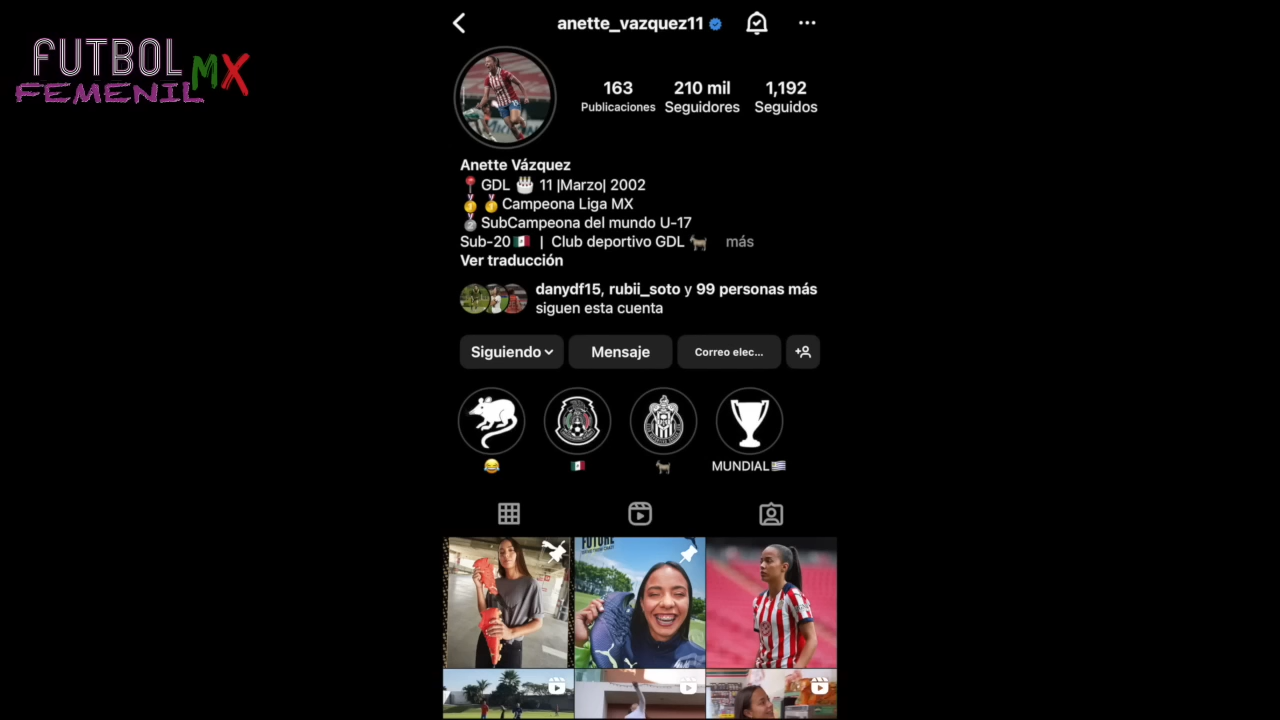 FUTBOL MX
FEMENIL
anette_vazquez11
163
Publicaciones
210 mil
Seguidores
1,192
Seguidos
Anette Vázquez
📍 GDL 🎂 11 |Marzo| 2002
🥇🥇Campeona Liga MX
🥈SubCampeona del mundo U-17
Sub-20🇲🇽 | Club deportivo GDL 🐐 más
Ver traducción
danydf15, rubii_soto y 99 personas más
siguen esta cuenta
Siguiendo
Mensaje
Correo elec...
😂
🇲🇽
🐐
MUNDIAL🇺🇾
FUTURE